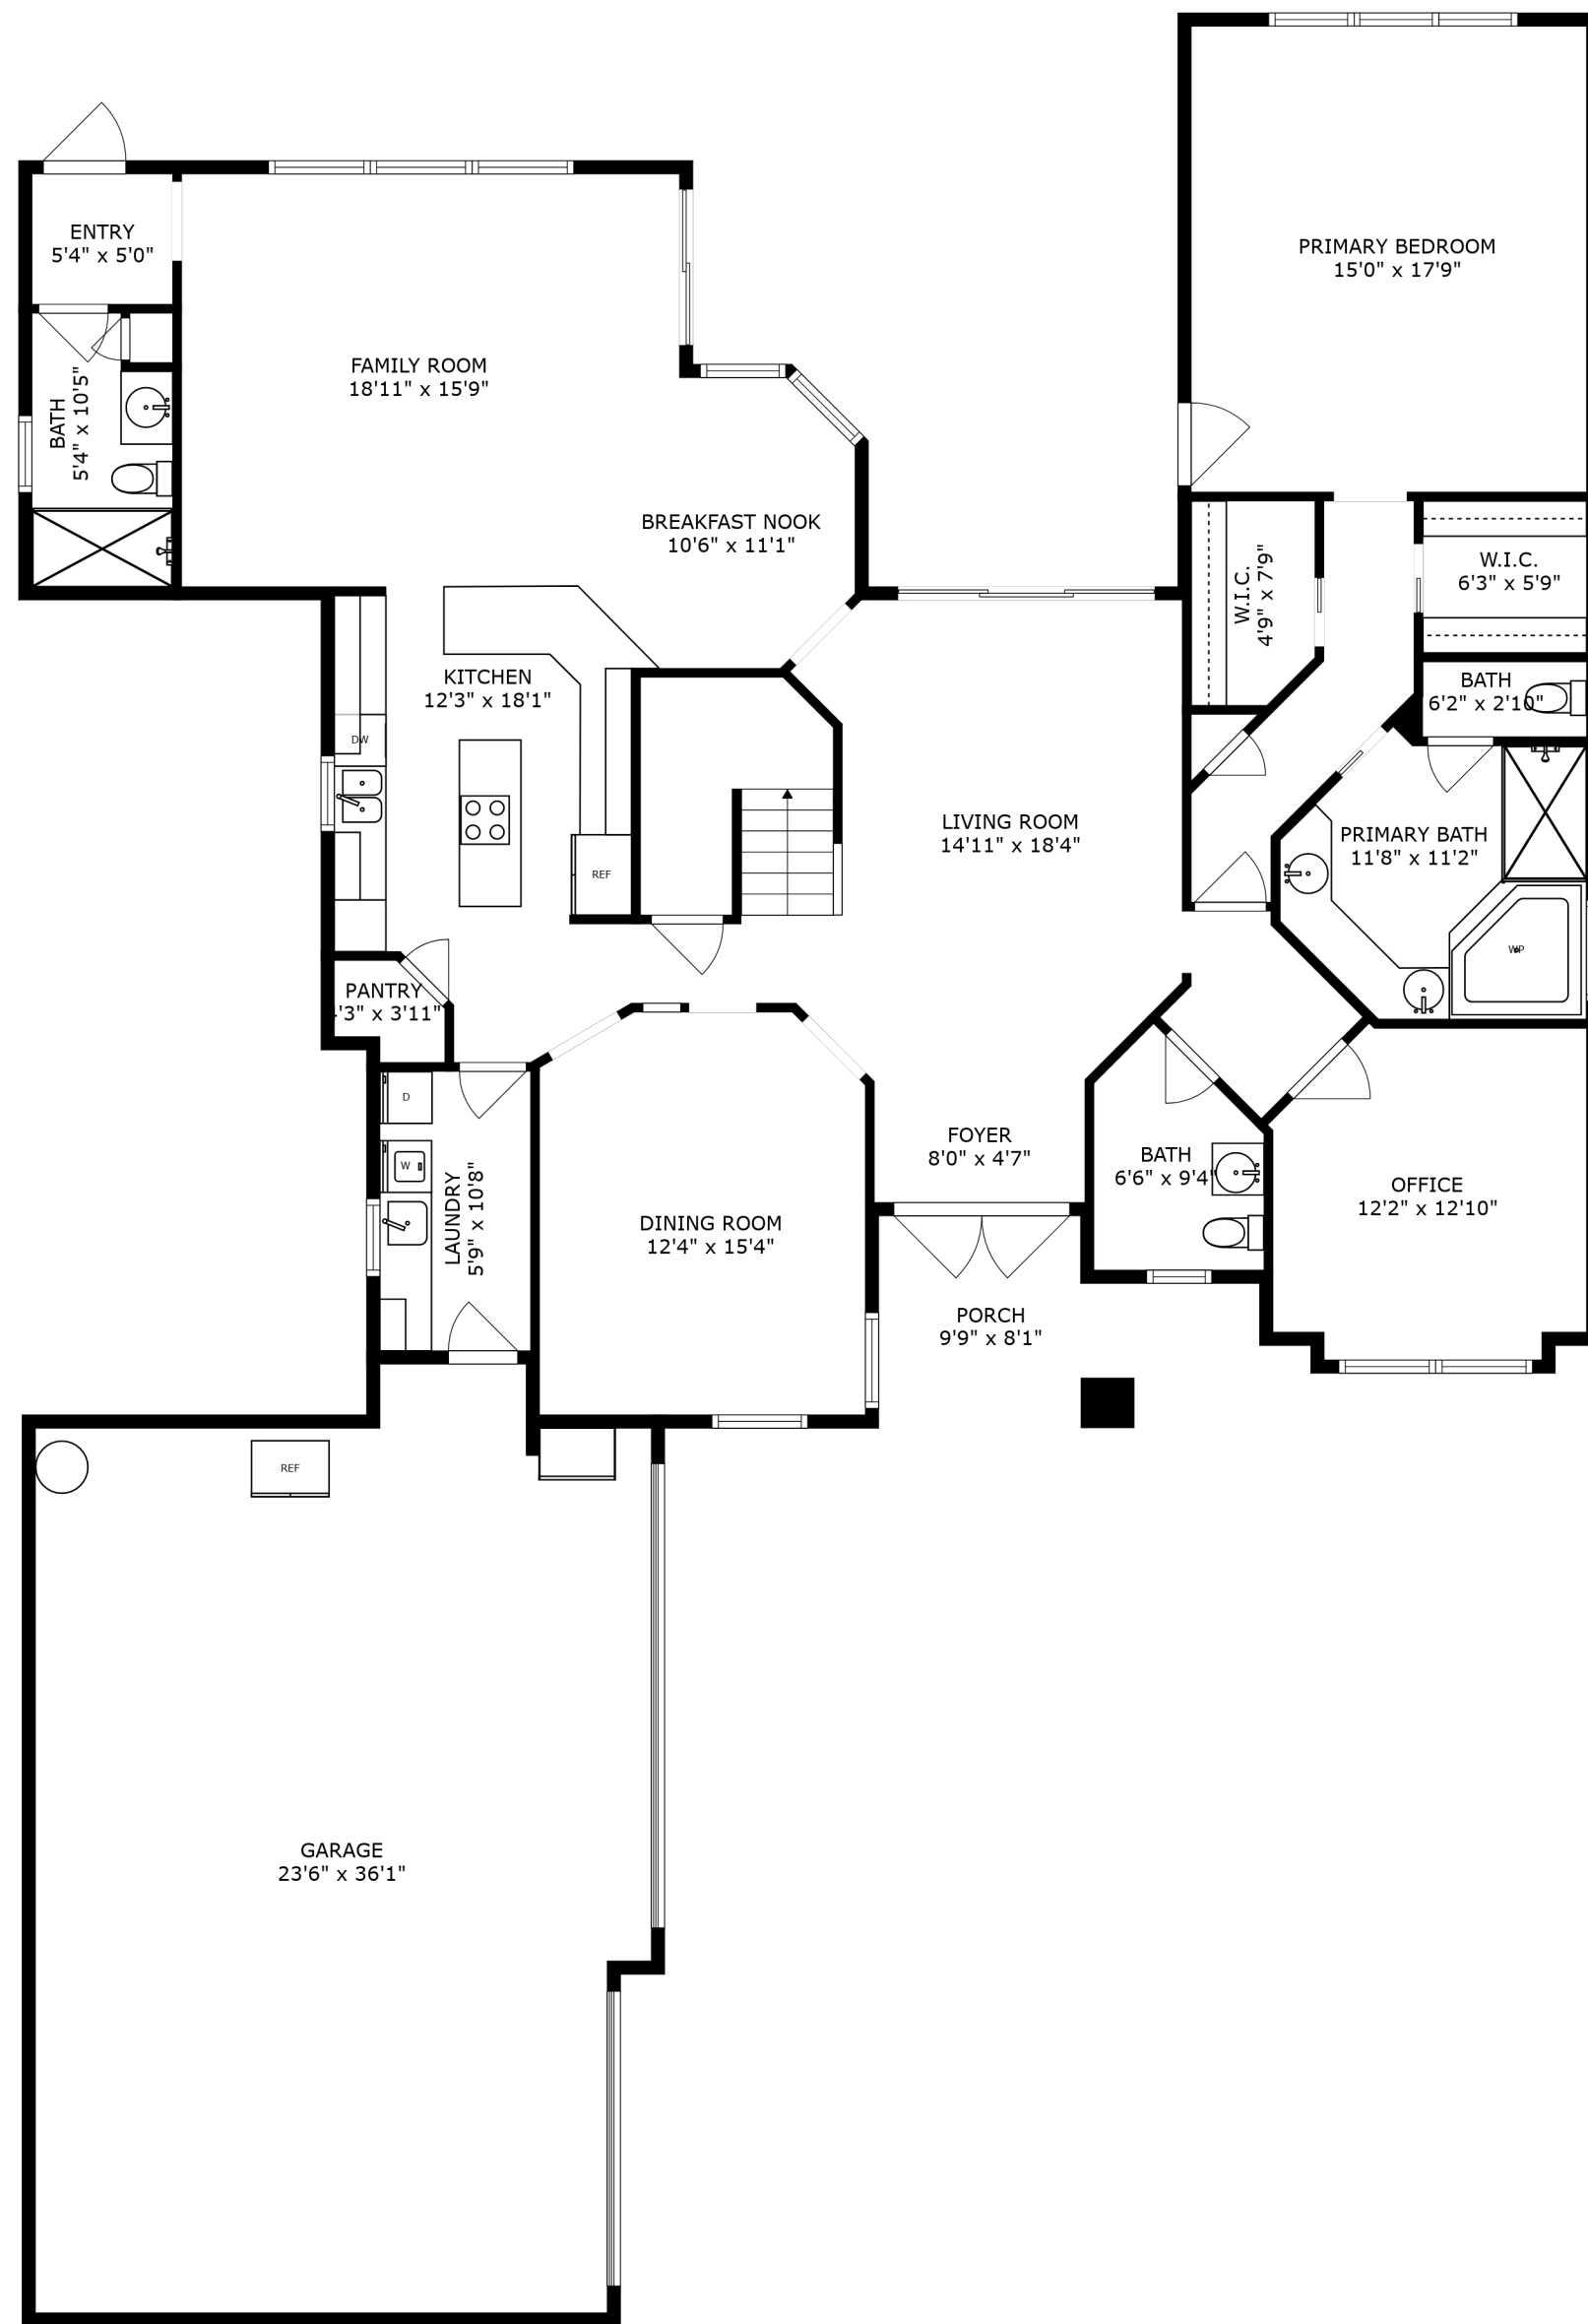 ENTRY
5'4" x 5'0"
PRIMARY BEDROOM
15'0" x 17'9"
FAMILY ROOM
18'11" x 15'9"
BATH
5'4" x 10'5"
BREAKFAST NOOK
10'6" x 11'1"
W.I.C.
4'9" x 7'9"
W.I.C.
6'3" x 5'9"
KITCHEN
12'3" x 18'1"
BATH
6'2" x 2'10"
DW
LIVING ROOM
14'11" x 18'4"
PRIMARY BATH
11'8" x 11'2"
REF
WP
PANTRY
'3" x 3'11"
D
W
LAUNDRY
5'9" x 10'8"
FOYER
8'0" x 4'7"
BATH
6'6" x 9'4"
OFFICE
12'2" x 12'10"
DINING ROOM
12'4" x 15'4"
PORCH
9'9" x 8'1"
REF
GARAGE
23'6" x 36'1"